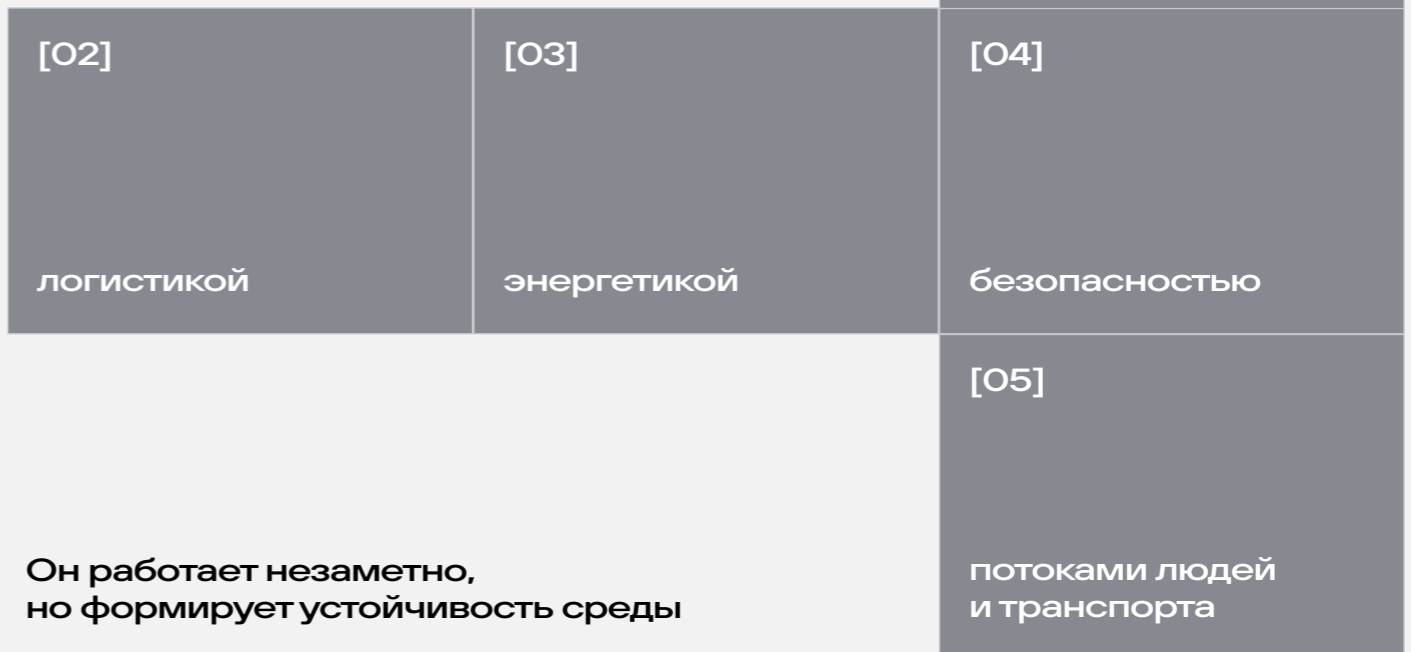 [02]
логистикой
[03]
энергетикой
[04]
безопасностью
[05]
потоками людей
и транспорта
Он работает незаметно,
но формирует устойчивость среды